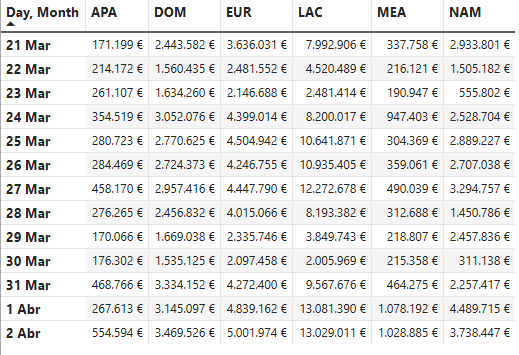 Day, Month APA DOM EUR LAC MEA NAM
21 Mar 171.199 € 2.443.582 € 3.636.031 € 7.992.906 € 337.758 € 2.933.801 €
22 Mar 214.172 € 1.560.435 € 2.481.552 € 4.520.489 € 216.121 € 1.505.182 €
23 Mar 261.107 € 1.634.260 € 2.146.688 € 2.481.414 € 190.947 € 555.802 €
24 Mar 354.519 € 3.052.076 € 4.399.014 € 8.200.017 € 947.403 € 2.528.704 €
25 Mar 280.723 € 2.770.625 € 4.504.942 € 10.641.871 € 304.369 € 2.889.227 €
26 Mar 284.469 € 2.724.373 € 4.246.755 € 10.935.405 € 359.061 € 2.707.038 €
27 Mar 458.170 € 2.957.416 € 4.447.790 € 12.272.678 € 490.039 € 3.294.757 €
28 Mar 276.265 € 2.456.832 € 4.015.066 € 8.193.382 € 312.688 € 1.450.786 €
29 Mar 170.066 € 1.669.038 € 2.335.746 € 3.849.743 € 218.807 € 2.457.836 €
30 Mar 176.302 € 1.535.125 € 2.097.458 € 2.005.969 € 215.358 € 311.138 €
31 Mar 468.766 € 3.334.152 € 4.272.400 € 9.567.676 € 464.275 € 2.257.417 €
1 Abr 267.613 € 3.145.097 € 4.839.162 € 13.081.390 € 1.078.192 € 4.489.715 €
2 Abr 554.594 € 3.469.526 € 5.001.974 € 13.029.011 € 1.028.885 € 3.738.447 €